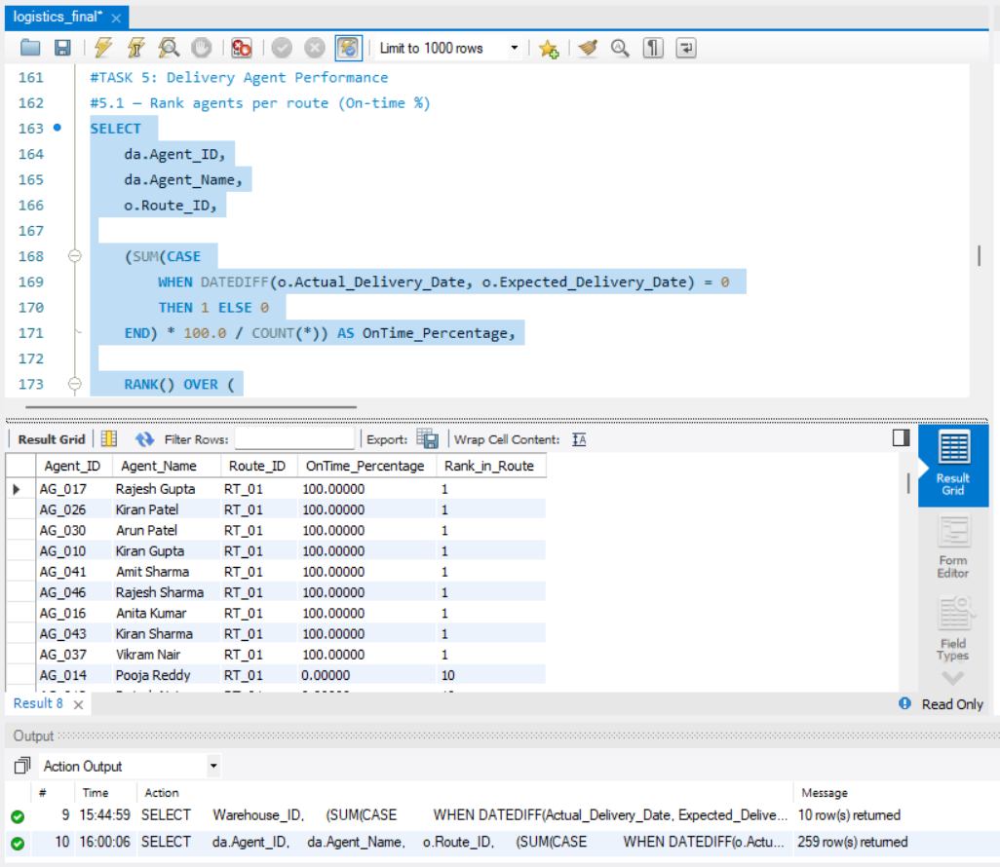 logistics_final* ×
Limit to 1000 rows
161 #TASK 5: Delivery Agent Performance
162 #5.1 — Rank agents per route (On-time %)
163 SELECT
164 da.Agent_ID,
165 da.Agent_Name,
166 o.Route_ID,
167
168 (SUM(CASE
169 WHEN DATEDIFF(o.Actual_Delivery_Date, o.Expected_Delivery_Date) = 0
170 THEN 1 ELSE 0
171 END) * 100.0 / COUNT(*)) AS OnTime_Percentage,
172
173 RANK() OVER (
Result Grid Filter Rows: Export: Wrap Cell Content: IA
Agent_ID Agent_Name Route_ID OnTime_Percentage Rank_in_Route
AG_017 Rajesh Gupta RT_01 100.00000 1
AG_026 Kiran Patel RT_01 100.00000 1
AG_030 Arun Patel RT_01 100.00000 1
AG_010 Kiran Gupta RT_01 100.00000 1
AG_041 Amit Sharma RT_01 100.00000 1
AG_046 Rajesh Sharma RT_01 100.00000 1
AG_016 Anita Kumar RT_01 100.00000 1
AG_043 Kiran Sharma RT_01 100.00000 1
AG_037 Vikram Nair RT_01 100.00000 1
AG_014 Pooja Reddy RT_01 0.00000 10
Result
Grid
Form
Editor
Field
Types
Result 8 × Read Only
Output
Action Output
# Time Action Message
9 15:44:59 SELECT Warehouse_ID, (SUM(CASE WHEN DATEDIFF(Actual_Delivery_Date, Expected_Delive... 10 row(s) returned
10 16:00:06 SELECT da.Agent_ID, da.Agent_Name, o.Route_ID, (SUM(CASE WHEN DATEDIFF(o.Actu... 259 row(s) returned